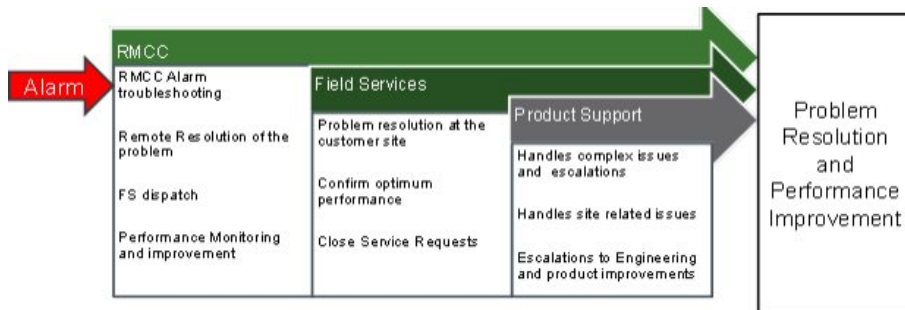 Alarm
RMCC
RMCC Alarm
troubleshooting
Remote Resolution of the
problem
FS dispatch
Performance Monitoring
and improvement
Field Services
Problem resolution at the
customer site
Confirm optimum
performance
Close Service Requests
Product Support
Handles complex issues
and escalations
Handles site related issues
Escalations to Engineering
and product improvements
Problem
Resolution
and
Performance
Improvement